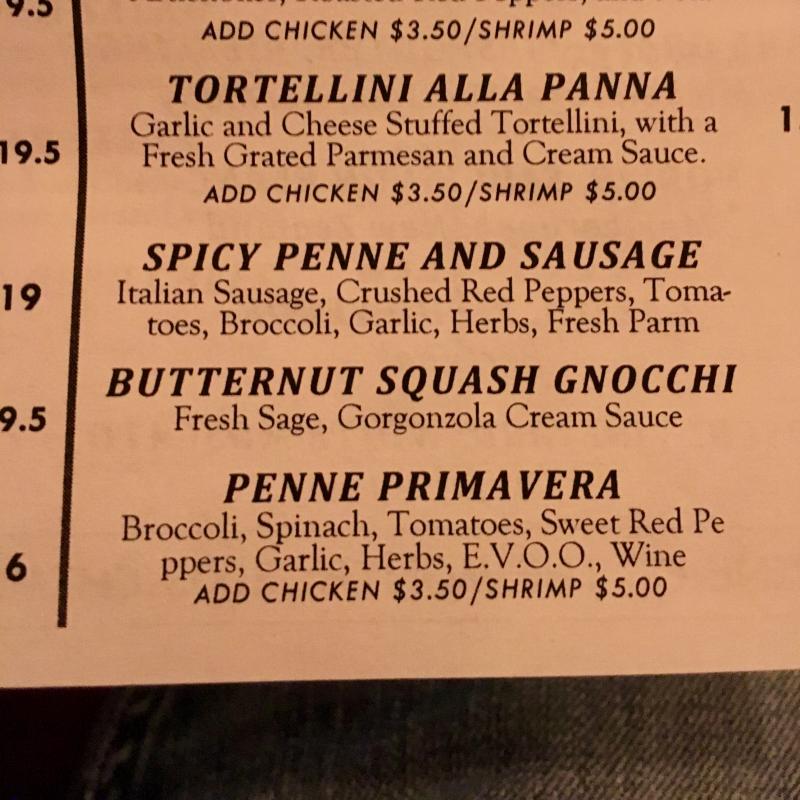 9.5
ADD CHICKEN $3.50/SHRIMP $5.00
TORTELLINI ALLA PANNA
Garlic and Cheese Stuffed Tortellini, with a
19.5 Fresh Grated Parmesan and Cream Sauce.
ADD CHICKEN $3.50/SHRIMP $5.00
SPICY PENNE AND SAUSAGE
19 Italian Sausage, Crushed Red Peppers, Toma-
toes, Broccoli, Garlic, Herbs, Fresh Parm
BUTTERNUT SQUASH GNOCCHI
9.5 Fresh Sage, Gorgonzola Cream Sauce
PENNE PRIMAVERA
Broccoli, Spinach, Tomatoes, Sweet Red Pe
6 ppers, Garlic, Herbs, E.V.O.O., Wine
ADD CHICKEN $3.50/SHRIMP $5.00